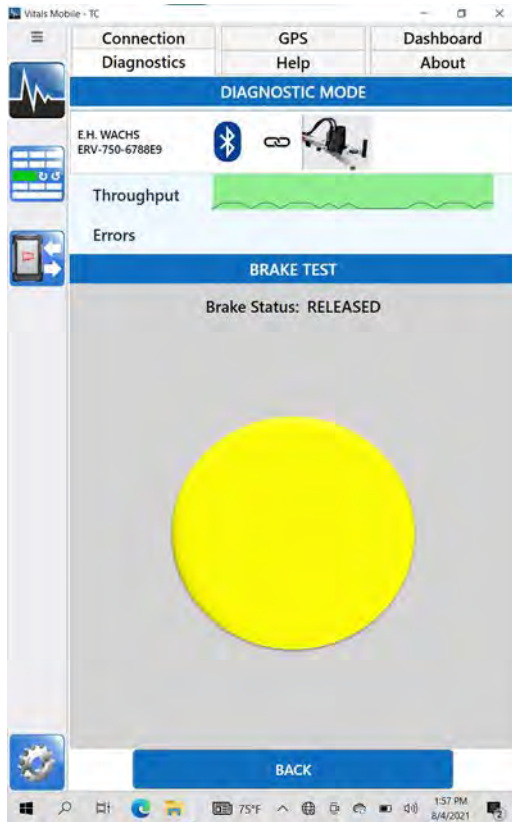 Vitals Mobile - TC
Connection GPS Dashboard
Diagnostics Help About
DIAGNOSTIC MODE
E.H. WACHS
ERV-750-6788E9
Throughput
Errors
BRAKE TEST
Brake Status: RELEASED
BACK
75°F
1:57 PM
8/4/2021
2